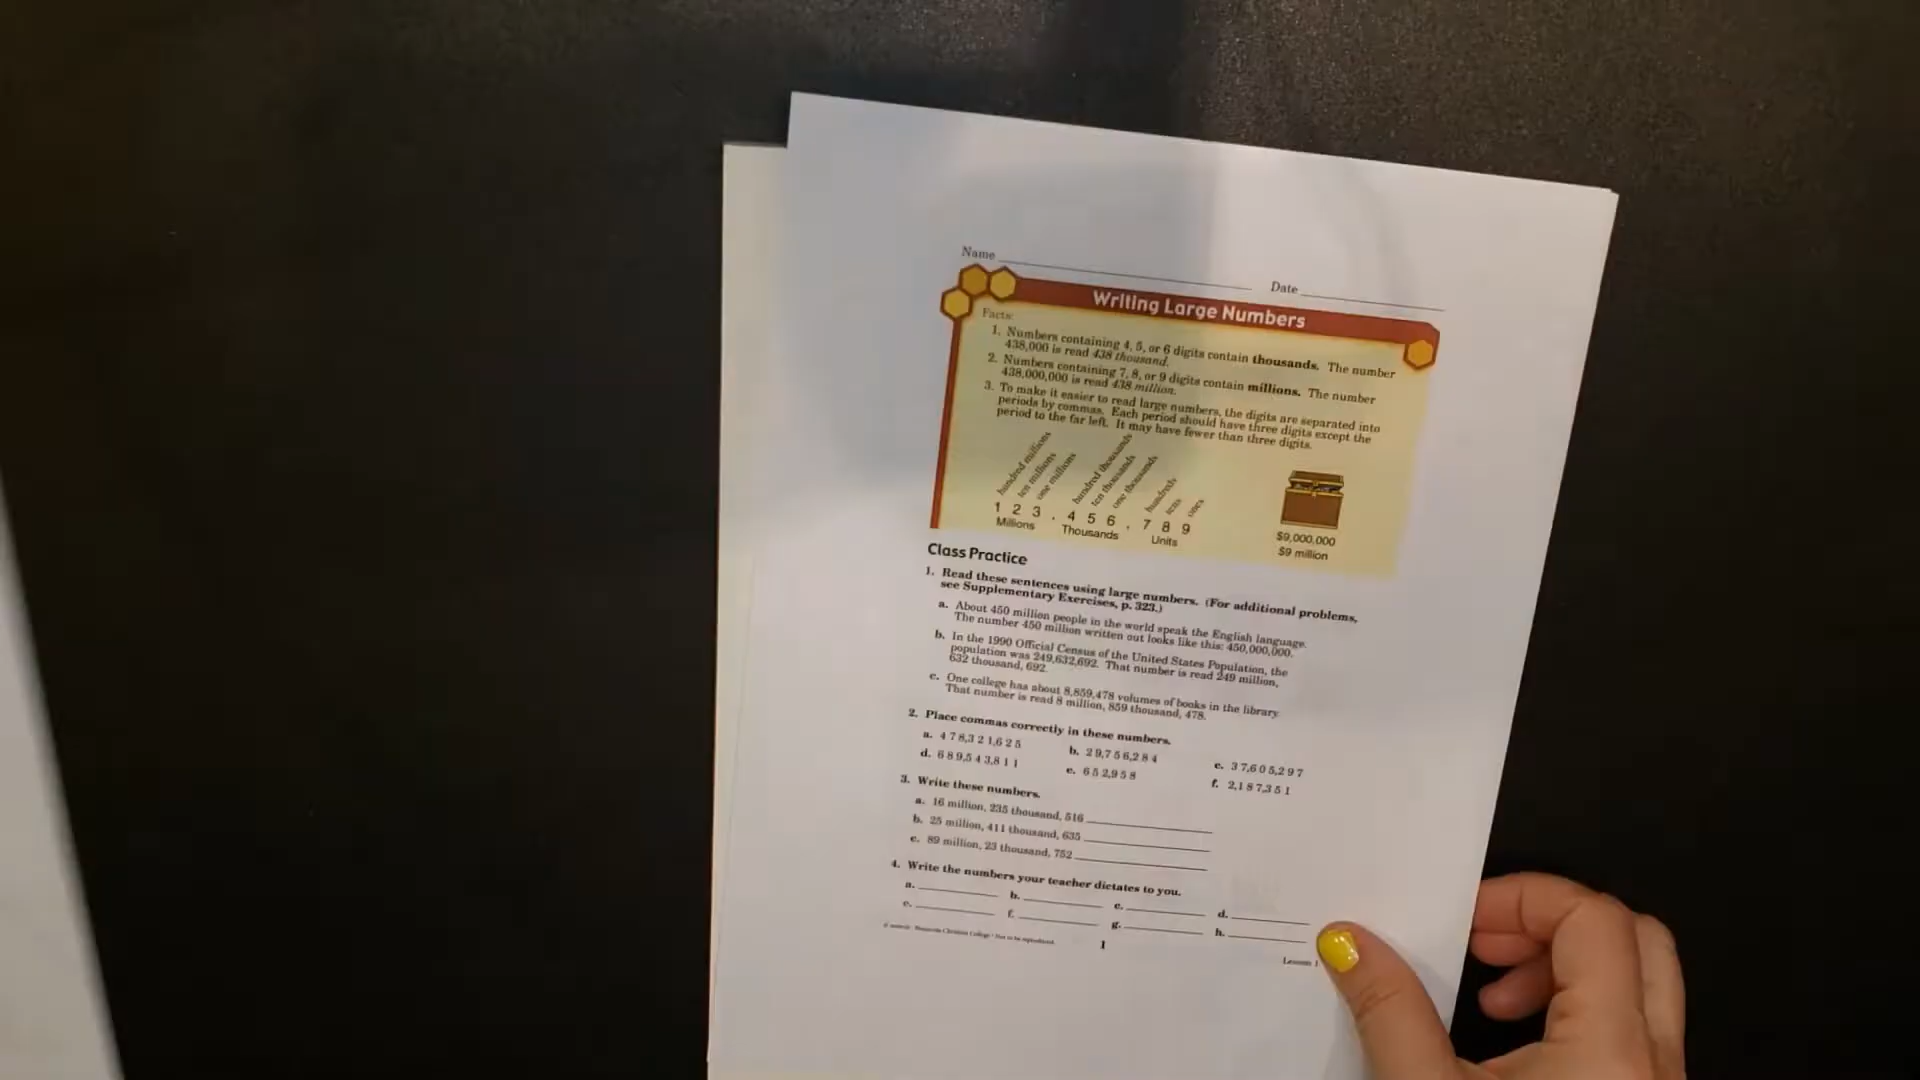 Name
Date
Writing Large Numbers
Facts:
1. Numbers containing 4, 5, or 6 digits contain thousands. The number
438,000 is read 438 thousand.
2. Numbers containing 7, 8, or 9 digits contain millions. The number
438,000,000 is read 438 million.
3. To make it easier to read large numbers, the digits are separated into
periods by commas. Each period should have three digits except the
period to the far left. It may have fewer than three digits.
hundred millions ten millions one millions hundred thousands ten thousands one thousands hundreds tens ones
1 2 3 , 4 5 6 , 7 8 9
Millions Thousands Units
$9,000,000
$9 million
Class Practice
1. Read these sentences using large numbers. (For additional problems,
see Supplementary Exercises, p. 323.)
a. About 450 million people in the world speak the English language.
The number 450 million written out looks like this: 450,000,000.
b. In the 1990 Official Census of the United States Population, the
population was 249,632,692. That number is read 249 million,
632 thousand, 692.
c. One college has about 8,859,478 volumes of books in the library.
That number is read 8 million, 859 thousand, 478.
2. Place commas correctly in these numbers.
a. 4 7 8,3 2 1,6 2 5 b. 2 9,7 5 6,2 8 4 c. 3 7,6 0 5,2 9 7
d. 6 8 9,5 4 3,8 1 1 e. 6 5 2,9 5 8 f. 2,1 8 7,3 5 1
3. Write these numbers.
a. 16 million, 235 thousand, 516
b. 25 million, 411 thousand, 635
c. 89 million, 23 thousand, 752
4. Write the numbers your teacher dictates to you.
a. b. c. d.
e. f. g. h.
Pensacola Christian College • Not to be reproduced.
1
Lesson 1